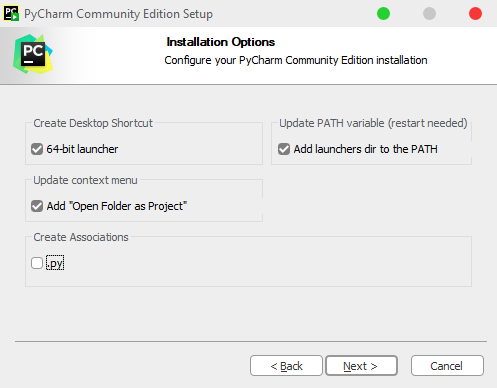 PC PyCharm Community Edition Setup
PC
Installation Options
Configure your PyCharm Community Edition installation
Create Desktop Shortcut
64-bit launcher
Update PATH variable (restart needed)
Add launchers dir to the PATH
Update context menu
Add "Open Folder as Project"
Create Associations
.py
< Back
Next >
Cancel